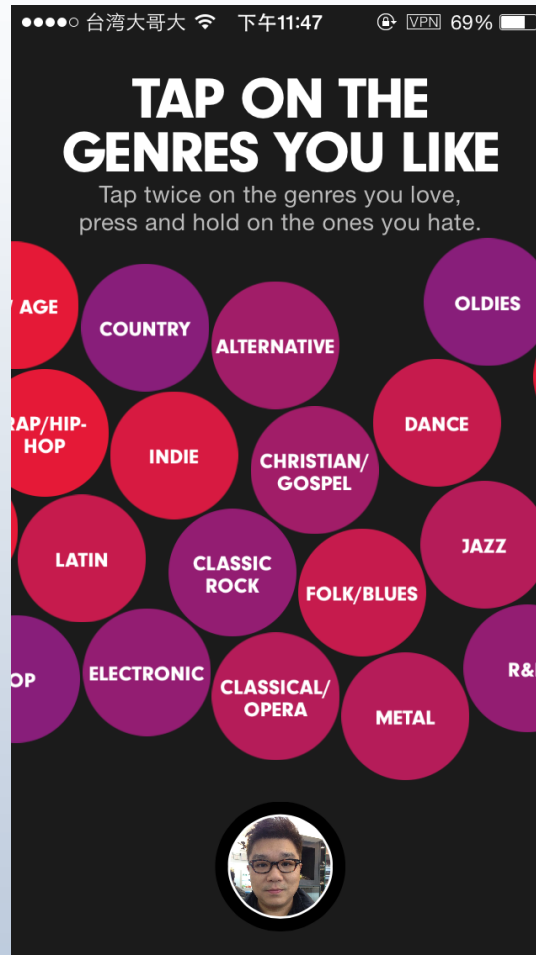 台湾大哥大 下午11:47 VPN 69%
TAP ON THE
GENRES YOU LIKE
Tap twice on the genres you love,
press and hold on the ones you hate.
AGE
COUNTRY
ALTERNATIVE
OLDIES
RAP/HIP-
HOP
INDIE
CHRISTIAN/
GOSPEL
DANCE
LATIN
CLASSIC
ROCK
FOLK/BLUES
JAZZ
OP
ELECTRONIC
CLASSICAL/
OPERA
METAL
R&